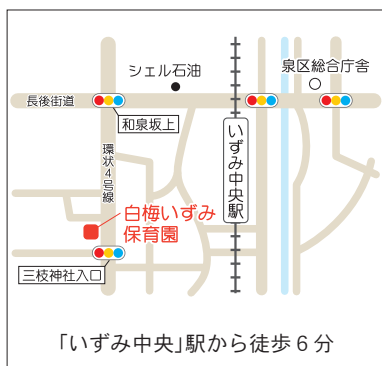 シェル石油
泉区総合庁舎
長後街道
和泉坂上
いずみ中央駅
環状4号線
白梅いずみ
保育園
三枝神社入口
「いずみ中央」駅から徒歩6分